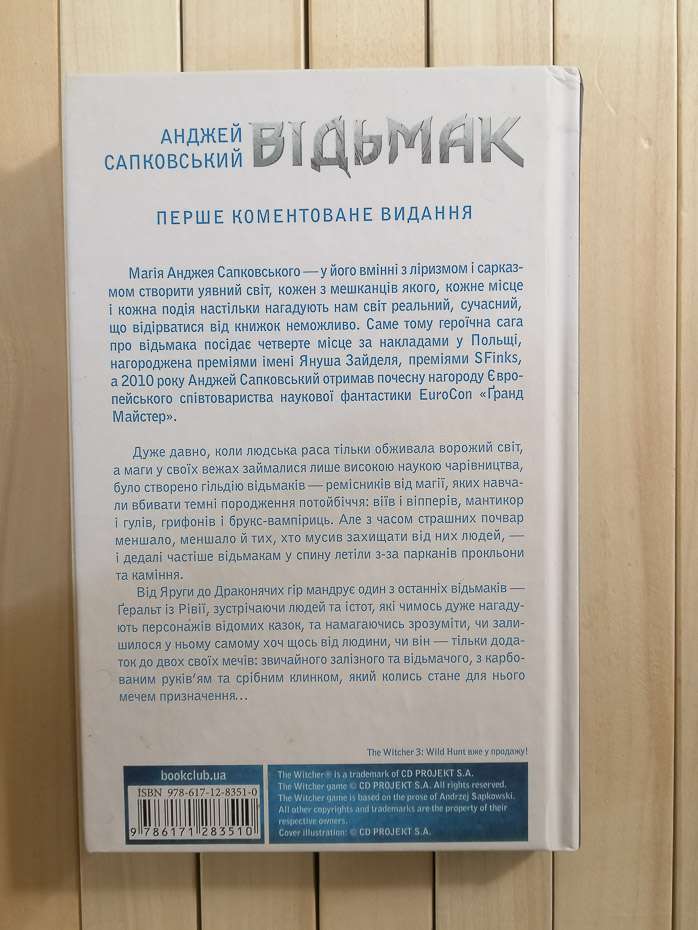 АНДЖЕЙ
САПКОВСЬКИЙ
ВІДЬМАК
ПЕРШЕ КОМЕНТОВАНЕ ВИДАННЯ
Магія Анджея Сапковського — у його вмінні з ліризмом і сарказ-
мом створити уявний світ, кожен з мешканців якого, кожне місце
і кожна подія настільки нагадують нам світ реальний, сучасний,
що відірватися від книжок неможливо. Саме тому героїчна сага
про відьмака посідає четверте місце за накладами у Польщі,
нагороджена преміями імені Януша Зайделя, преміями SFinks,
а 2010 року Анджей Сапковський отримав почесну нагороду Євро-
пейського співтовариства наукової фантастики EuroCon «Ґранд
Майстер».
Дуже давно, коли людська раса тільки обживала ворожий світ,
а маги у своїх вежах займалися лише високою наукою чарівництва,
було створено гільдію відьмаків — ремісників від магії, яких навча-
ли вбивати темні породження потойбіччя: віїв і віпперів, мантикор
і гулів, грифонів і брукс-вампіриць. Але з часом страшних почвар
меншало, меншало й тих, хто мусив захищати від них людей, —
і дедалі частіше відьмакам у спину летіли з-за парканів прокльони
та каміння.
Від Яруги до Драконячих гір мандрує один з останніх відьмаків —
Ґеральт із Рівії, зустрічаючи людей та істот, які чимось дуже нагаду-
ють персонáжів відомих казок, та намагаючись зрозуміти, чи зали-
шилося у ньому самому хоч щось від людини, чи він — тільки дода-
ток до двох своїх мечів: звичайного залізного та відьмачого, з карбо-
ваним руків'ям та срібним клинком, який колись стане для нього
мечем призначення...
The Witcher 3: Wild Hunt вже у продажу!
bookclub.ua
ISBN 978-617-12-8351-0
9 786171 283510
The Witcher® is a trademark of CD PROJEKT S.A.
The Witcher game © CD PROJEKT S.A. All rights reserved.
The Witcher game is based on the prose of Andrzej Sapkowski.
All other copyrights and trademarks are the property of their
respective owners.
Cover illustration: © CD PROJEKT S.A.